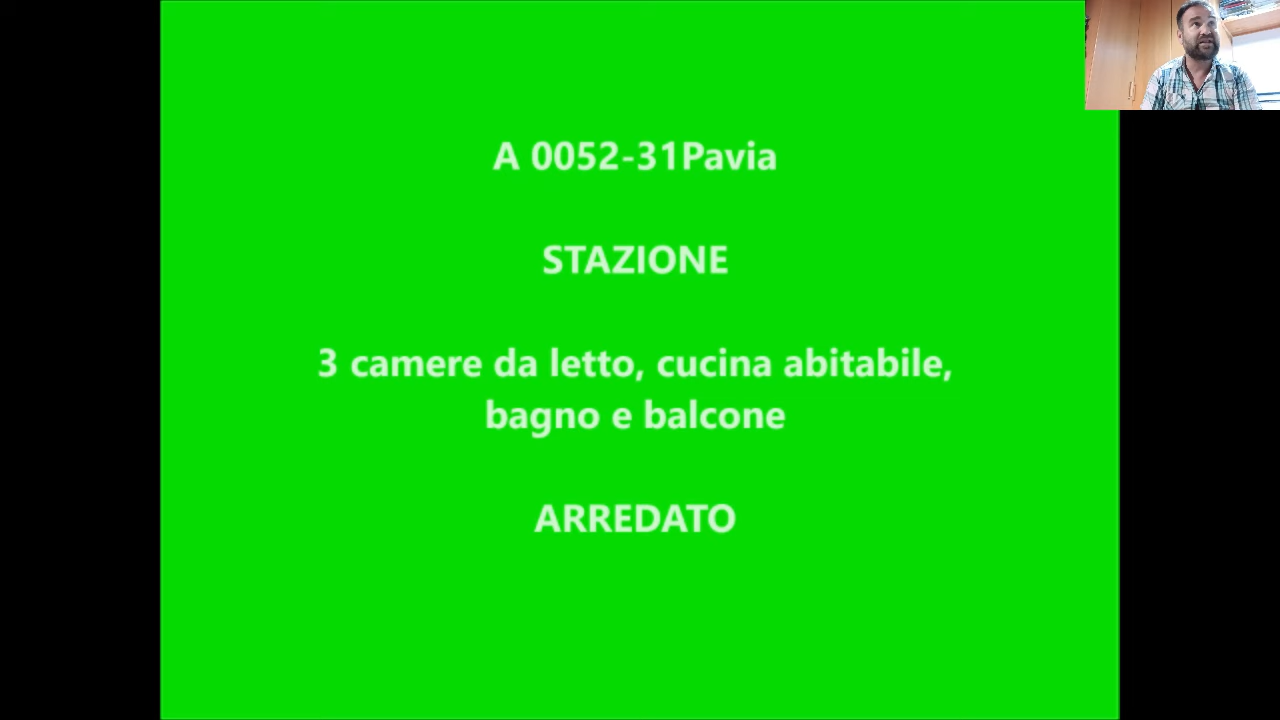 A 0052-31Pavia
STAZIONE
3 camere da letto, cucina abitabile,
bagno e balcone
ARREDATO